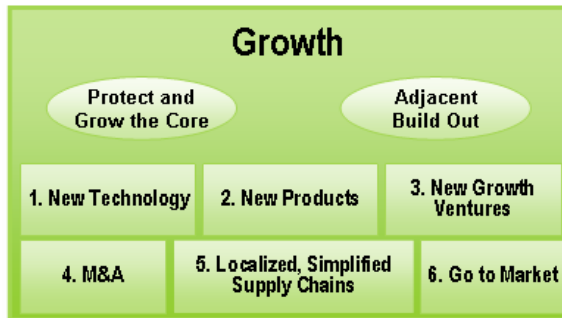 Growth
Protect and
Grow the Core
Adjacent
Build Out
1. New Technology
2. New Products
3. New Growth
Ventures
4. M&A
5. Localized, Simplified
Supply Chains
6. Go to Market